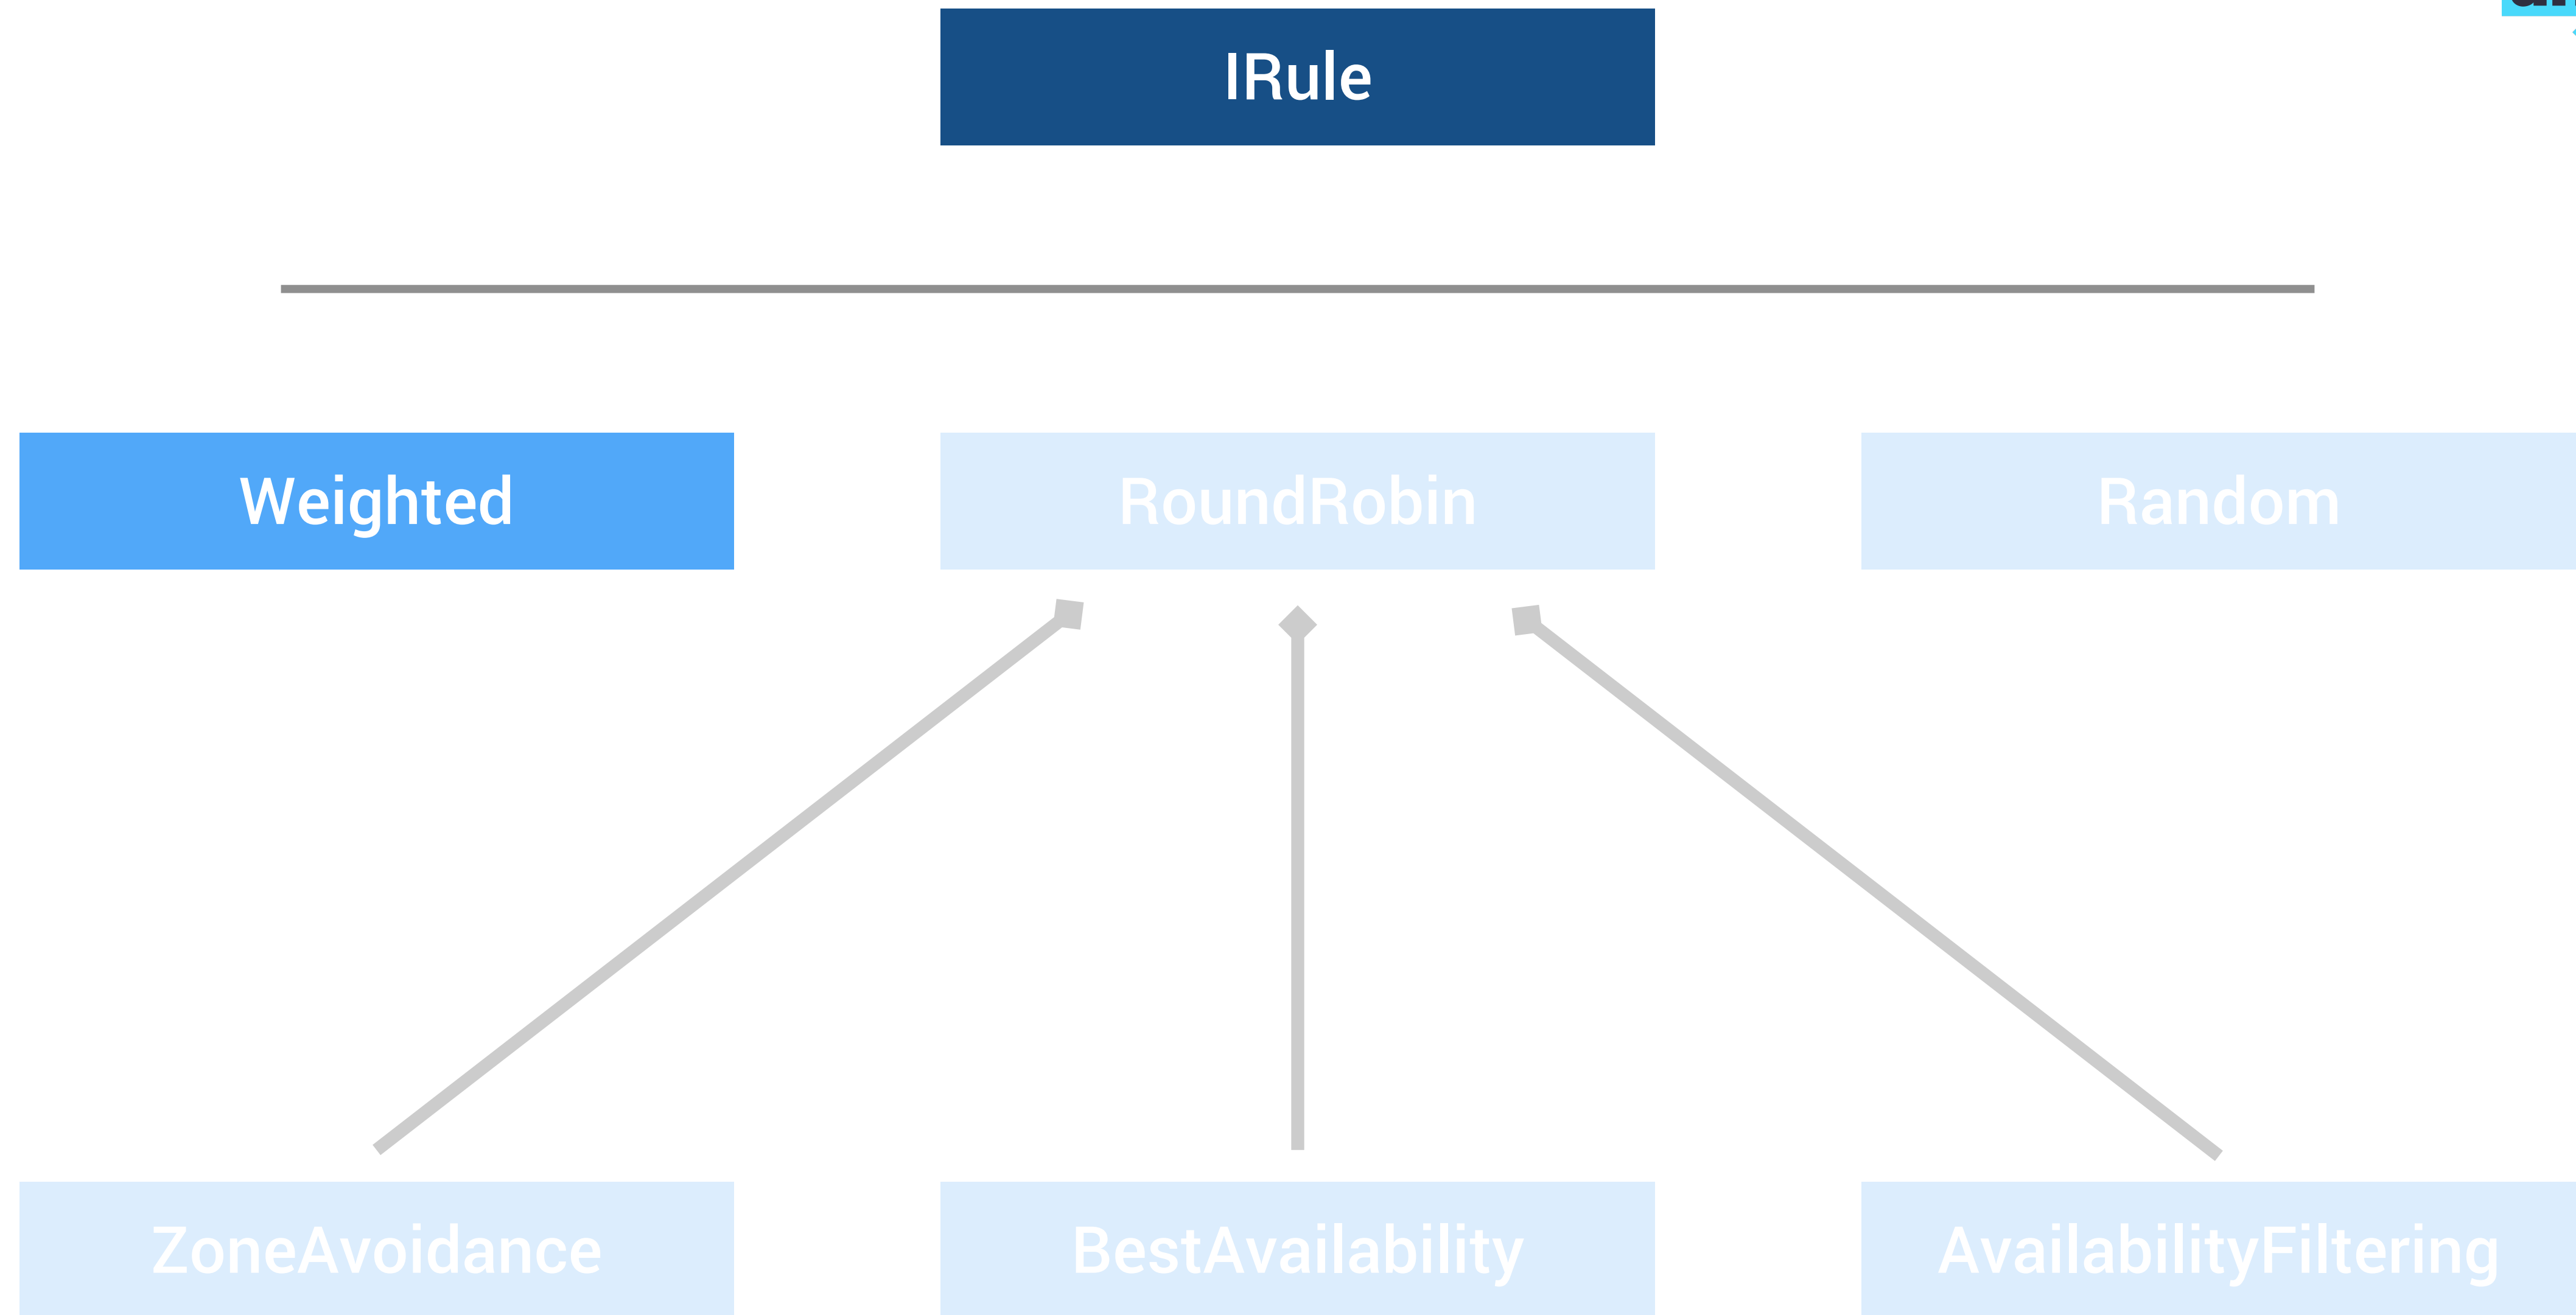 IRule
Weighted
RoundRobin
Random
ZoneAvoidance
BestAvailability
AvailabilityFiltering